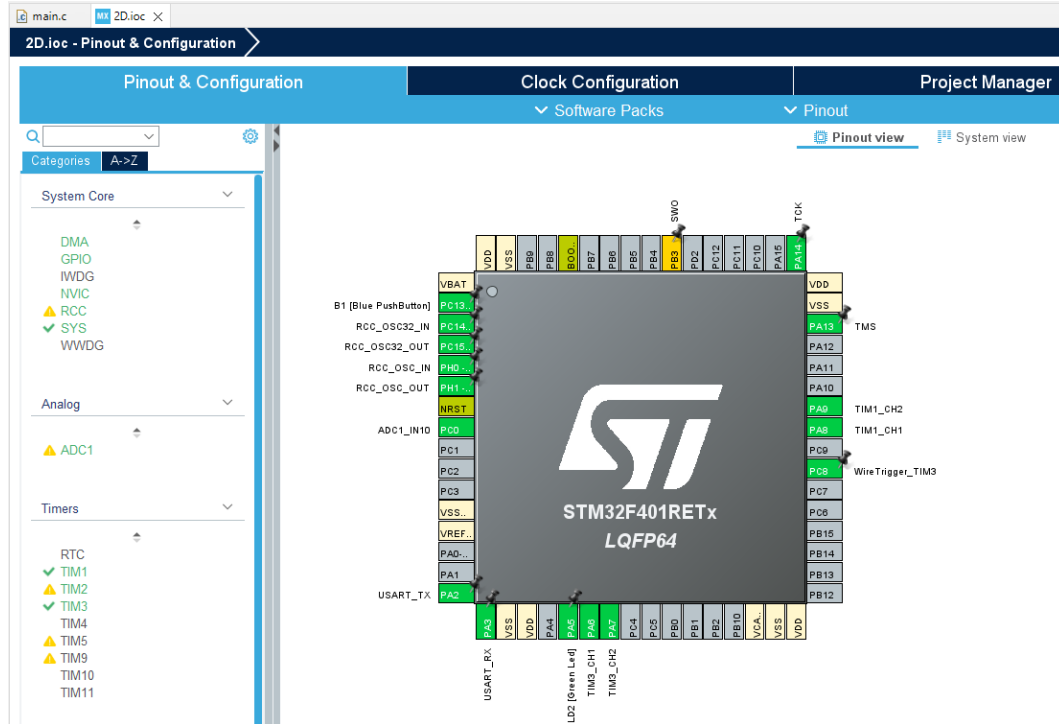 main.c
MX 2D.ioc
2D.ioc - Pinout & Configuration
Pinout & Configuration
Clock Configuration
Project Manager
Software Packs
Pinout
Pinout view
System view
Categories
A->Z
System Core
DMA
GPIO
IWDG
NVIC
RCC
SYS
WWDG
Analog
ADC1
Timers
RTC
TIM1
TIM2
TIM3
TIM4
TIM5
TIM9
TIM10
TIM11
SWO
TCK
VDD
VSS
PB9
PB8
BOO..
PB7
PB6
PB5
PB4
PB3
PD2
PC12
PC11
PC10
PA15
PA14
VBAT
B1 [Blue PushButton] PC13..
RCC_OSC32_IN PC14..
RCC_OSC32_OUT PC15..
RCC_OSC_IN PH0 -..
RCC_OSC_OUT PH1 -..
NRST
ADC1_IN10 PC0
PC1
PC2
PC3
VSS..
VREF..
PA0-..
PA1
USART_TX PA2
ST
STM32F401RETx
LQFP64
VDD
VSS
PA13 TMS
PA12
PA11
PA10
PA9 TIM1_CH2
PA8 TIM1_CH1
PC9
PC8 WireTrigger_TIM3
PC7
PC6
PB15
PB14
PB13
PB12
PA3
VSS
VDD
PA4
PA5
PA6
PA7
PC4
PC5
PB0
PB1
PB2
PB10
VCA..
VSS
VDD
USART_RX
LD2 [Green Led]
TIM3_CH1
TIM3_CH2